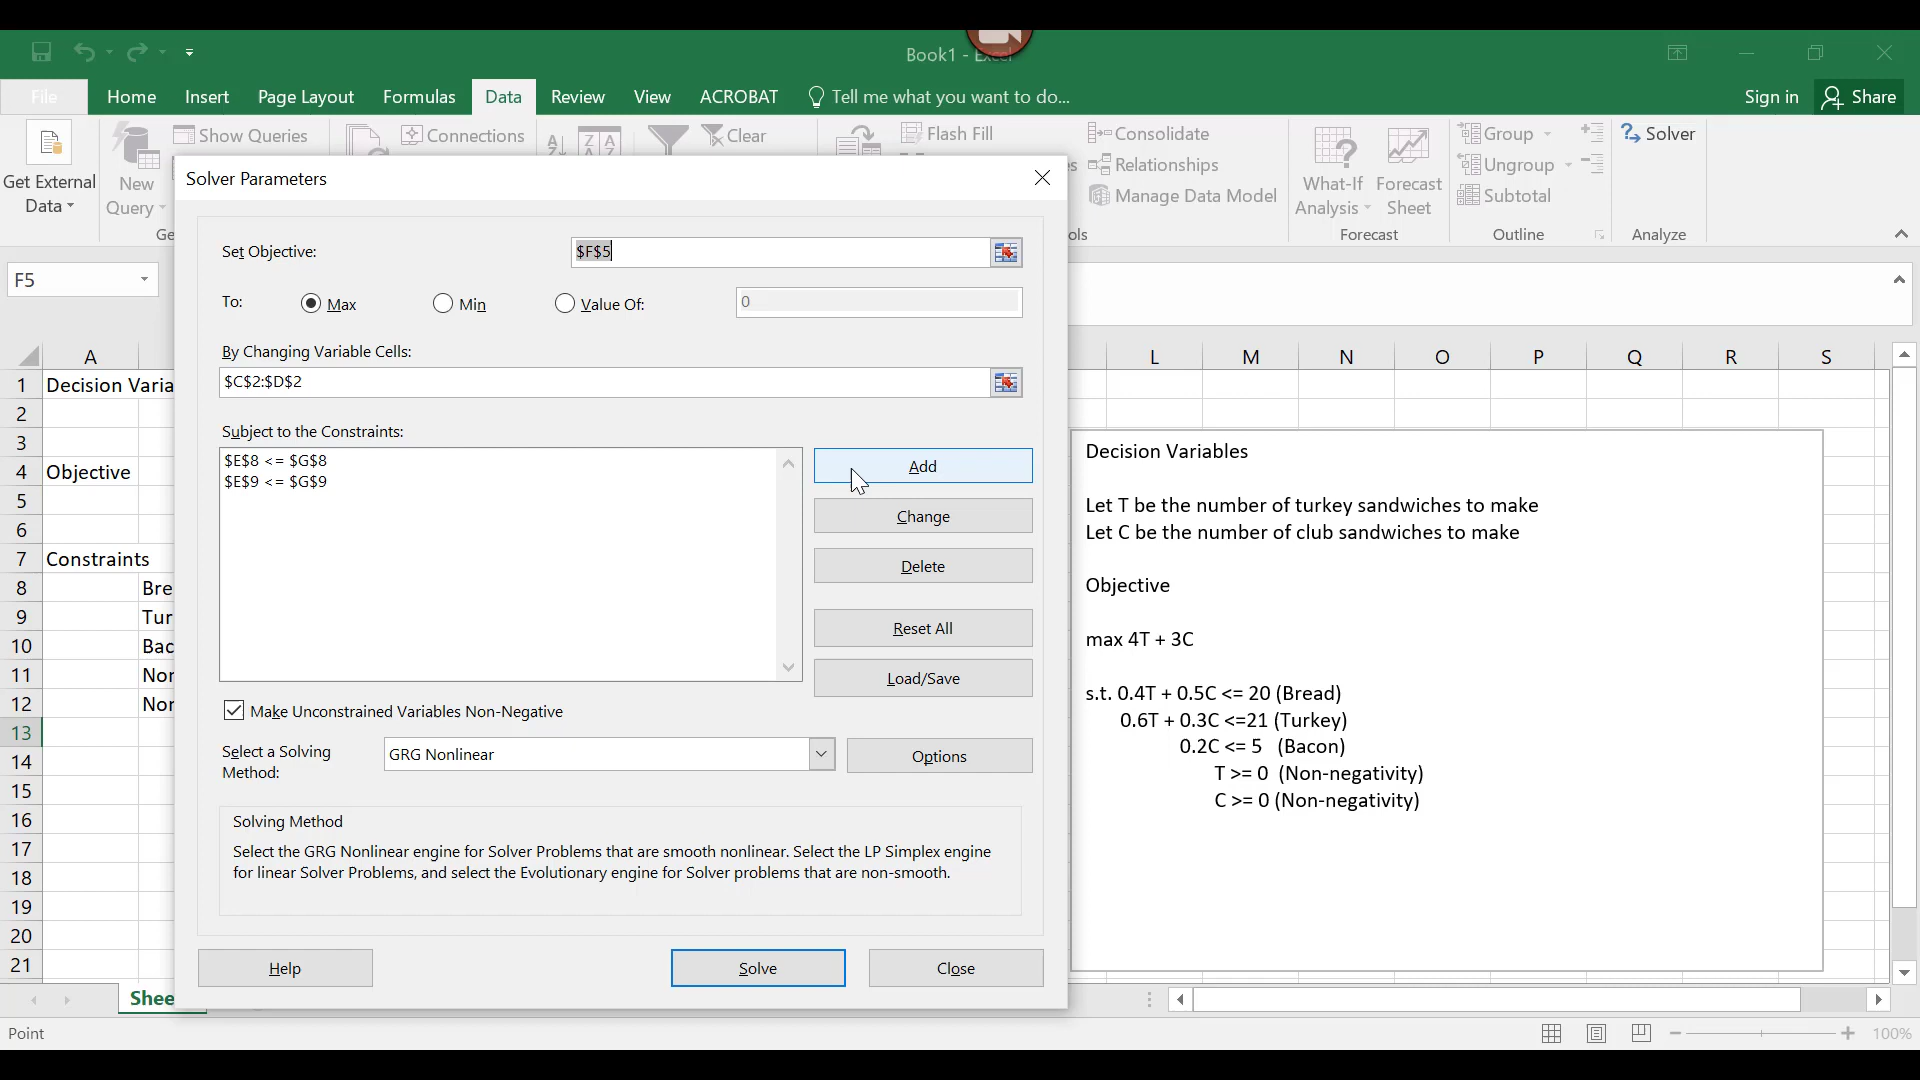 Book1 - Excel
File Home Insert Page Layout Formulas Data Review View ACROBAT Tell me what you want to do... Sign in Share
Get External Data
New Query
Show Queries
Connections
Clear
Flash Fill
Consolidate
Relationships
Manage Data Model
What-If Analysis
Forecast Sheet
Group
Ungroup
Subtotal
Solver
Forecast
Outline
Analyze
F5
Solver Parameters
Set Objective: $F$5
To: Max Min Value Of: 0
By Changing Variable Cells:
$C$2:$D$2
Subject to the Constraints:
$E$8 <= $G$8
$E$9 <= $G$9
Add
Change
Delete
Reset All
Load/Save
Make Unconstrained Variables Non-Negative
Select a Solving Method: GRG Nonlinear Options
Solving Method
Select the GRG Nonlinear engine for Solver Problems that are smooth nonlinear. Select the LP Simplex engine
for linear Solver Problems, and select the Evolutionary engine for Solver problems that are non-smooth.
Help Solve Close
A L M N O P Q R S
1 Decision Varia
2
3
4 Objective
5
6
7 Constraints
8 Bre
9 Tur
10 Bac
11 Nor
12 Nor
13
14
15
16
17
18
19
20
21
Decision Variables
Let T be the number of turkey sandwiches to make
Let C be the number of club sandwiches to make
Objective
max 4T + 3C
s.t. 0.4T + 0.5C <= 20 (Bread)
0.6T + 0.3C <=21 (Turkey)
0.2C <= 5 (Bacon)
T >= 0 (Non-negativity)
C >= 0 (Non-negativity)
Shee
Point
100%